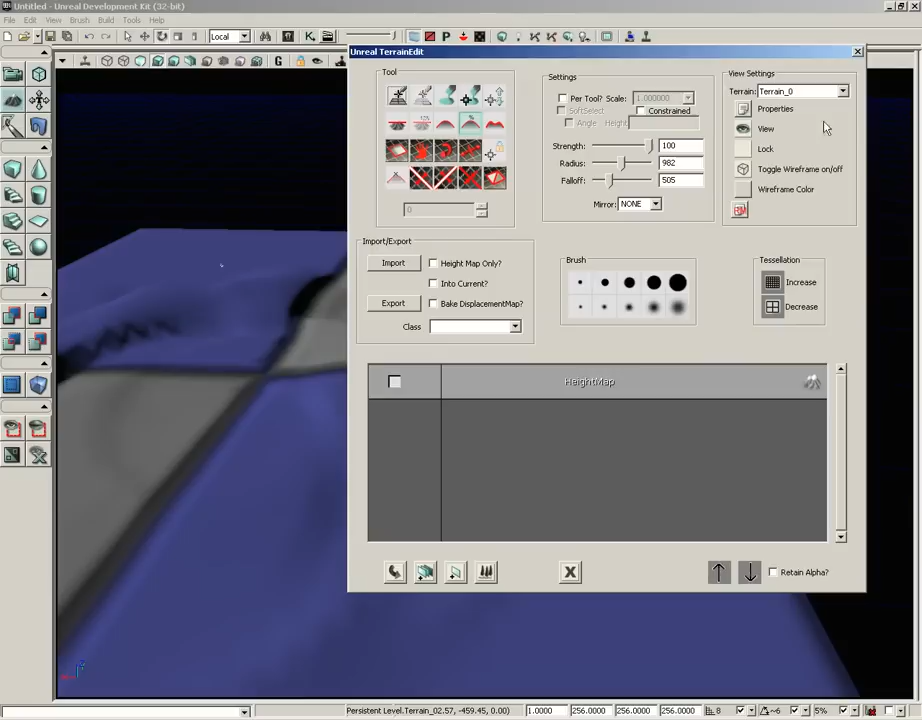 Untitled - Unreal Development Kit (32-bit)
File Edit View Brush Build Tools Help
Local
Unreal TerrainEdit
Tool
0
Settings
Per Tool? Scale: 1.000000
SoftSelect Constrained
Angle Height
Strength: 100
Radius: 982
Falloff: 505
Mirror: NONE
View Settings
Terrain: Terrain_0
Properties
View
Lock
Toggle Wireframe on/off
Wireframe Color
Import/Export
Import Height Map Only?
Into Current?
Export Bake DisplacementMap?
Class
Brush
Tessellation
Increase
Decrease
HeightMap
Retain Alpha?
Persistent Level.Terrain_02.57, -459.45, 0.00) 1.0000 256.0000 256.0000 256.0000 8 ~6 5%